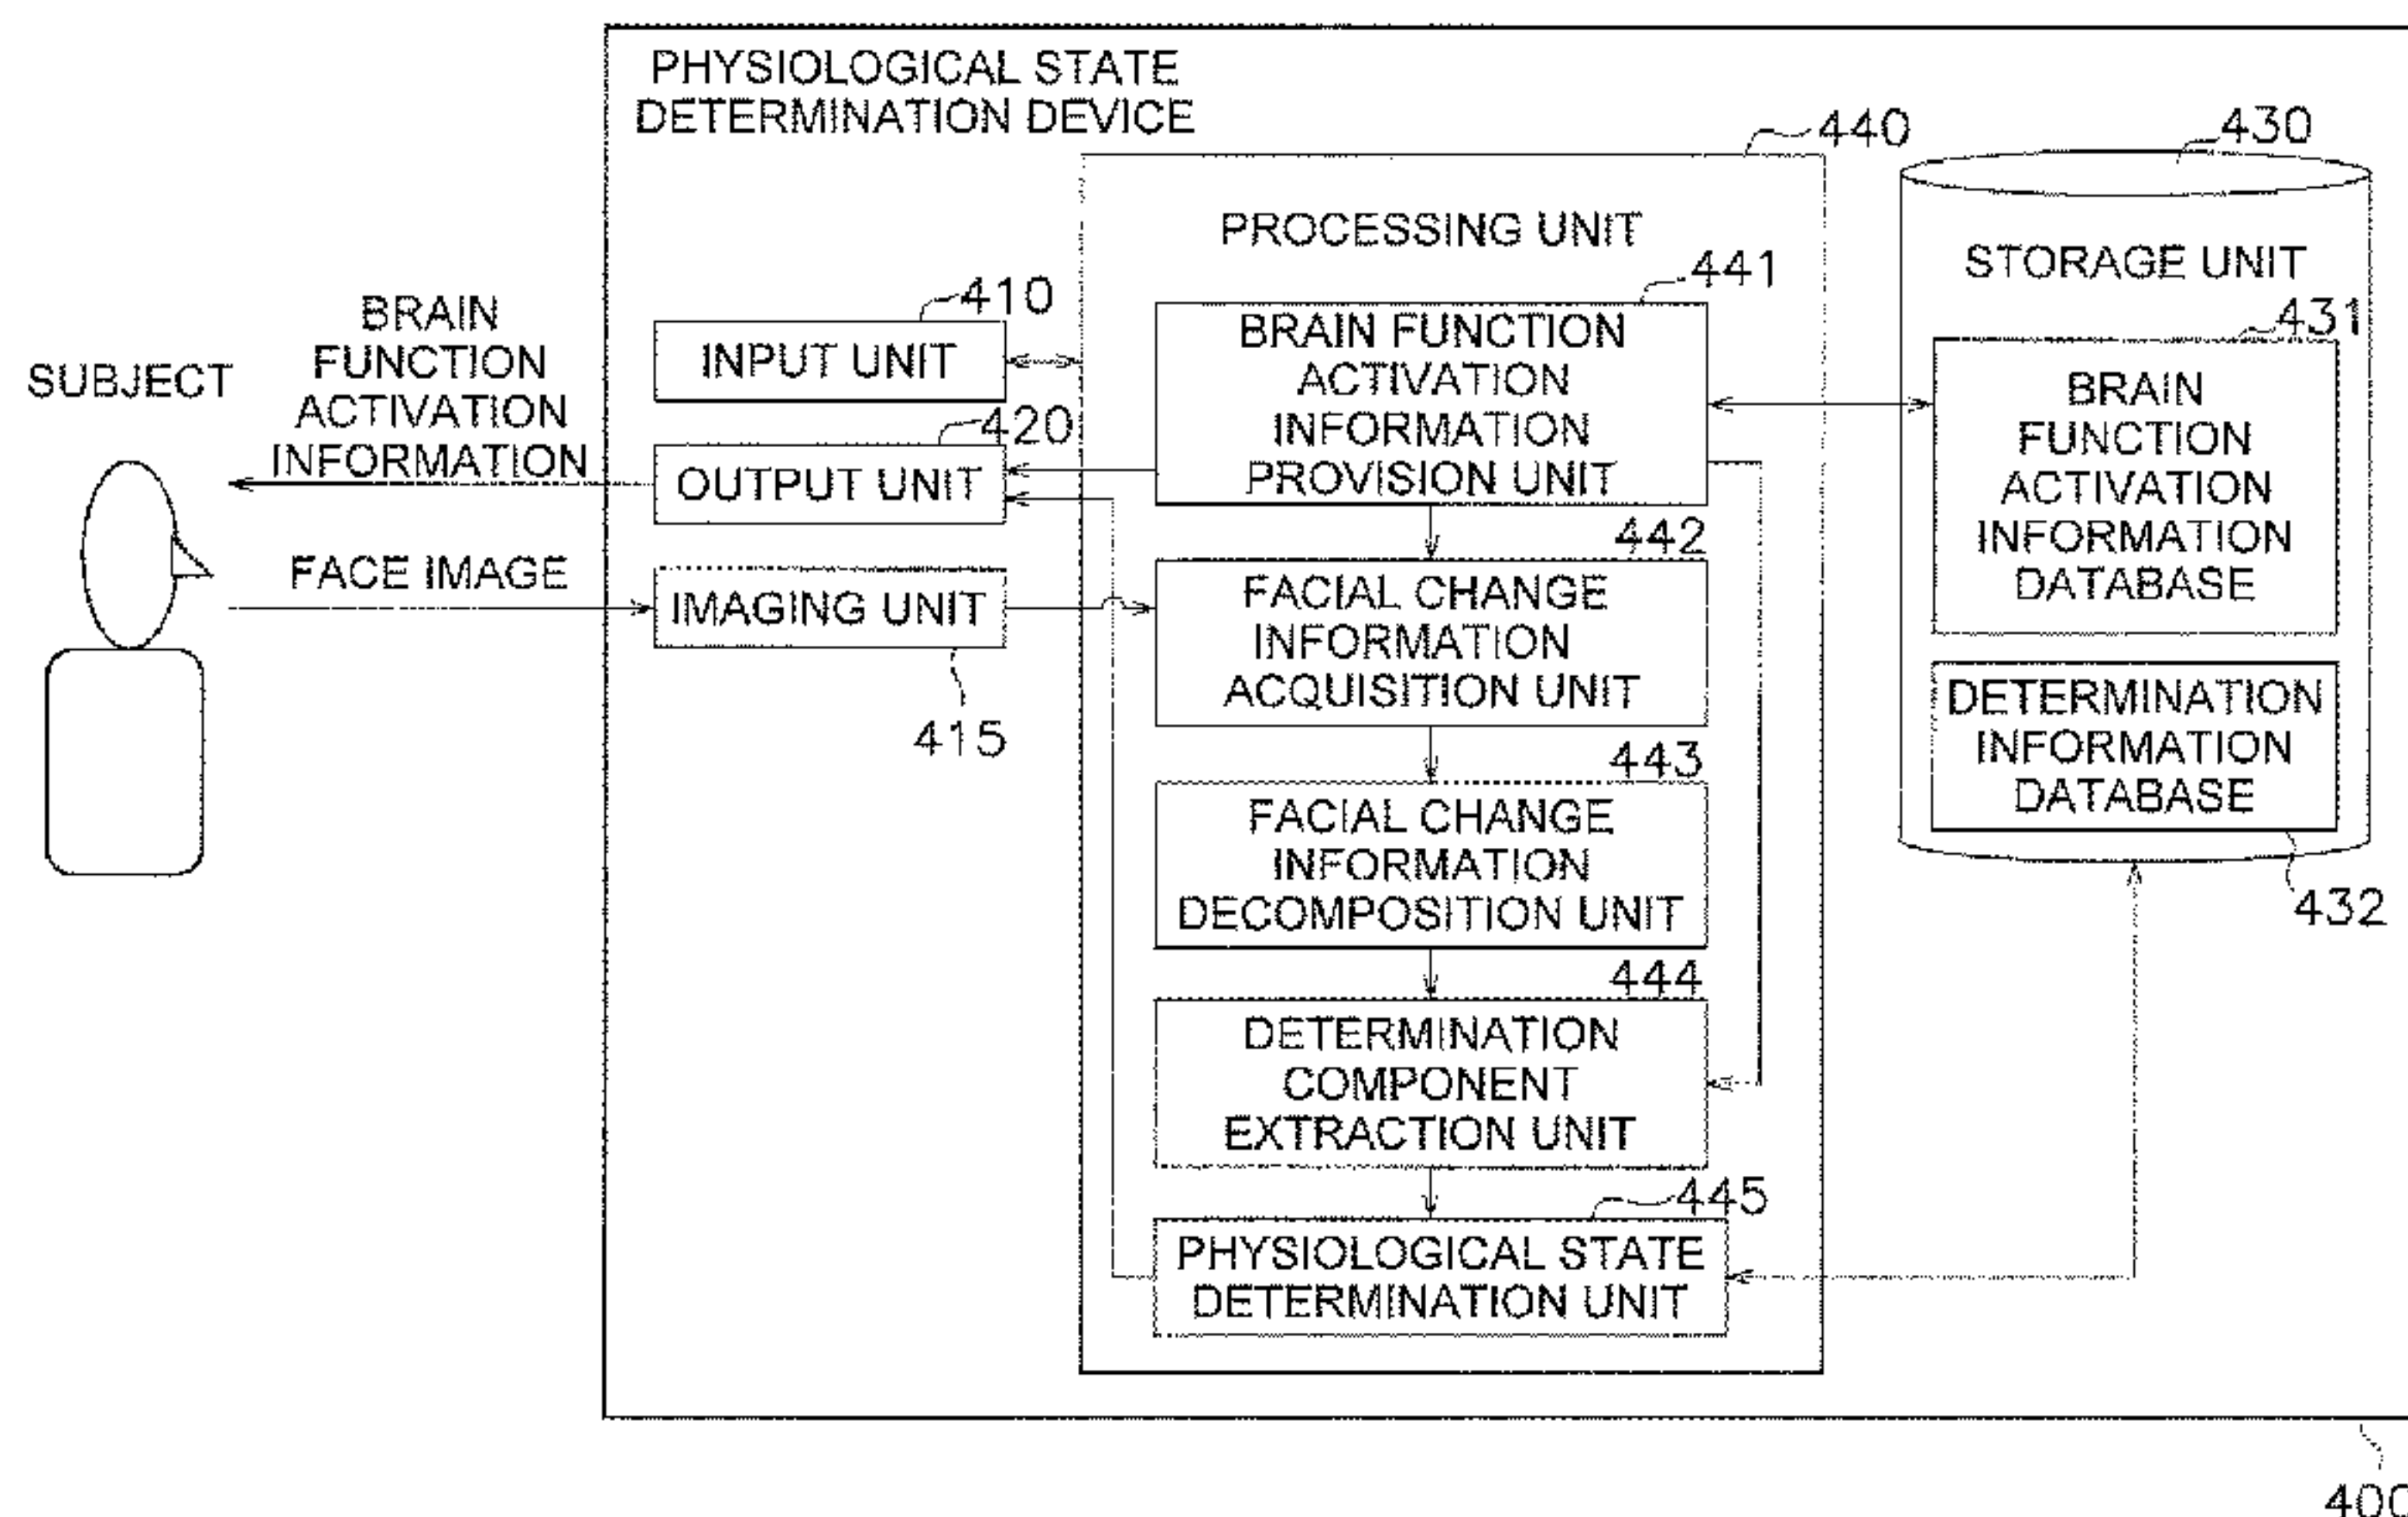 PHYSIOLOGICAL STATE
DETERMINATION DEVICE
440
430
PROCESSING UNIT
STORAGE UNIT
SUBJECT
BRAIN
FUNCTION
ACTIVATION
INFORMATION
FACE IMAGE
410
INPUT UNIT
420
OUTPUT UNIT
IMAGING UNIT
415
441
BRAIN FUNCTION
ACTIVATION
INFORMATION
PROVISION UNIT
442
FACIAL CHANGE
INFORMATION
ACQUISITION UNIT
443
FACIAL CHANGE
INFORMATION
DECOMPOSITION UNIT
444
DETERMINATION
COMPONENT
EXTRACTION UNIT
445
PHYSIOLOGICAL STATE
DETERMINATION UNIT
431
BRAIN
FUNCTION
ACTIVATION
INFORMATION
DATABASE
DETERMINATION
INFORMATION
DATABASE
432
400